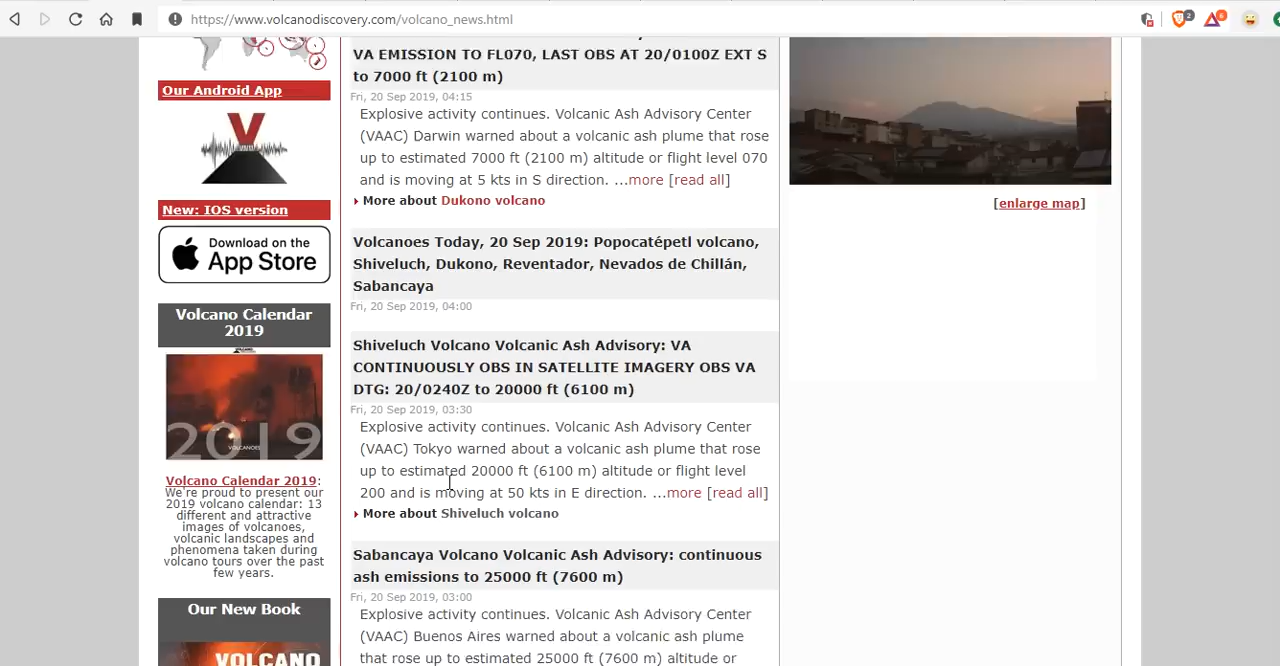 https://www.volcanodiscovery.com/volcano_news.html
2
6
Our Android App
V
New: IOS version
Download on the
App Store
Volcano Calendar
2019
2019
VOLCANOES
Volcano Calendar 2019:
We're proud to present our
2019 volcano calendar: 13
different and attractive
images of volcanoes,
volcanic landscapes and
phenomena taken during
volcano tours over the past
few years.
Our New Book
VOLCANO
VA EMISSION TO FL070, LAST OBS AT 20/0100Z EXT S
to 7000 ft (2100 m)
Fri, 20 Sep 2019, 04:15
Explosive activity continues. Volcanic Ash Advisory Center
(VAAC) Darwin warned about a volcanic ash plume that rose
up to estimated 7000 ft (2100 m) altitude or flight level 070
and is moving at 5 kts in S direction. ...more [read all]
More about Dukono volcano
Volcanoes Today, 20 Sep 2019: Popocatépetl volcano,
Shiveluch, Dukono, Reventador, Nevados de Chillán,
Sabancaya
Fri, 20 Sep 2019, 04:00
Shiveluch Volcano Volcanic Ash Advisory: VA
CONTINUOUSLY OBS IN SATELLITE IMAGERY OBS VA
DTG: 20/0240Z to 20000 ft (6100 m)
Fri, 20 Sep 2019, 03:30
Explosive activity continues. Volcanic Ash Advisory Center
(VAAC) Tokyo warned about a volcanic ash plume that rose
up to estimated 20000 ft (6100 m) altitude or flight level
200 and is moving at 50 kts in E direction. ...more [read all]
More about Shiveluch volcano
Sabancaya Volcano Volcanic Ash Advisory: continuous
ash emissions to 25000 ft (7600 m)
Fri, 20 Sep 2019, 03:00
Explosive activity continues. Volcanic Ash Advisory Center
(VAAC) Buenos Aires warned about a volcanic ash plume
that rose up to estimated 25000 ft (7600 m) altitude or
[enlarge map]